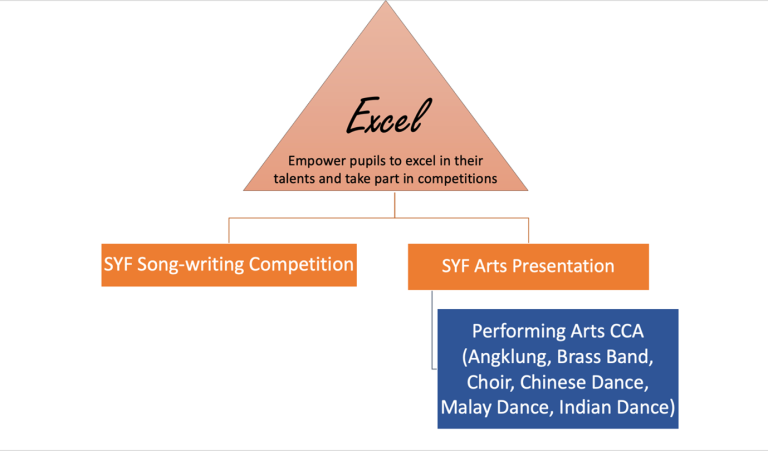 Excel
Empower pupils to excel in their
talents and take part in competitions
SYF Song-writing Competition
SYF Arts Presentation
Performing Arts CCA
(Angklung, Brass Band,
Choir, Chinese Dance,
Malay Dance, Indian Dance)